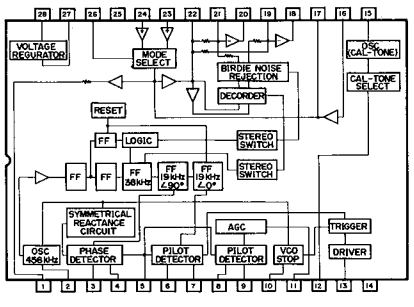 28 27 26 25 24 23 22 21 20 19 18 17 16 15
VOLTAGE
REGURATOR
MODE
SELECT
OSC
(CAL-TONE)
BIRDIE NOISE
REJECTION
CAL-TONE
SELECT
DECORDER
RESET
FF
LOGIC
STEREO
SWITCH
STEREO
SWITCH
FF
FF
FF
38kHz
FF
19kHz
∠90°
FF
19kHz
∠0°
SYMMETRICAL
REACTANCE
CIRCUIT
AGC
TRIGGER
OSC
456kHz
PHASE
DETECTOR
PILOT
DETECTOR
PILOT
DETECTOR
VCO
STOP
DRIVER
1 2 3 4 5 6 7 8 9 10 11 12 13 14